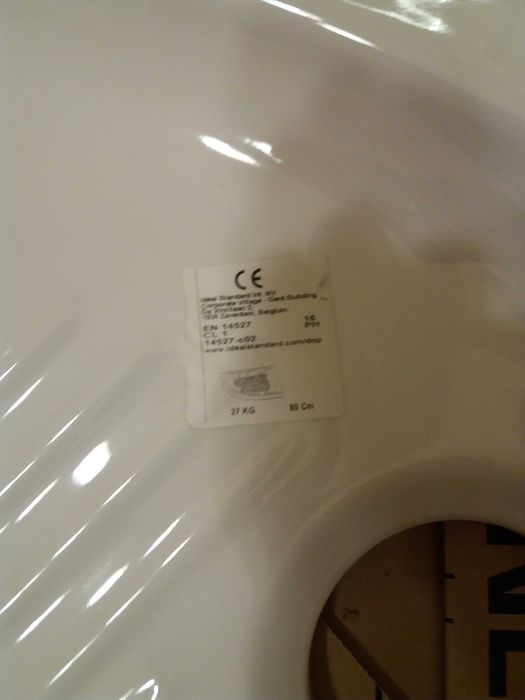 CE
Ideal Standard Int. NV
Corporate Village - Gent Building
Da Vincilaan 2,
1935 Zaventem, Belgium
EN 14527 16
CL 1 PH
14527-c02
www.idealstandard.com/dop
27 KG 80 Cm